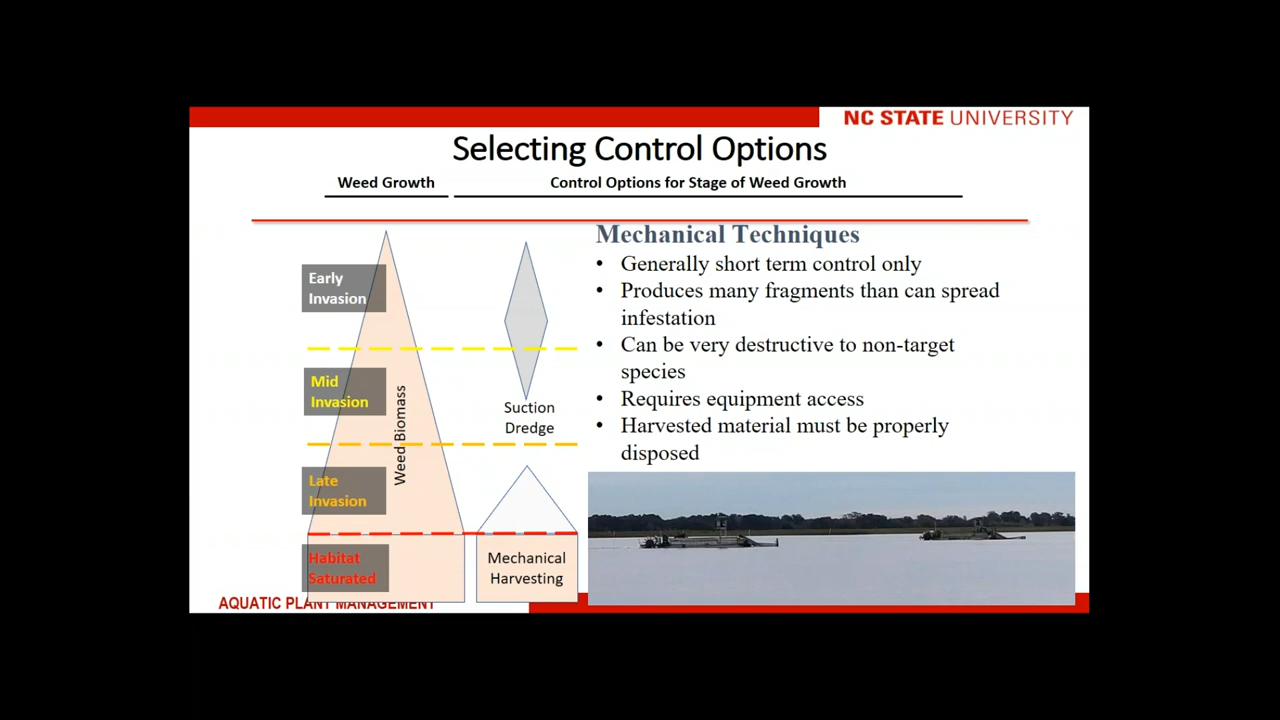 NC STATE UNIVERSITY
Selecting Control Options
Weed Growth
Control Options for Stage of Weed Growth
Mechanical Techniques
• Generally short term control only
• Produces many fragments than can spread
infestation
• Can be very destructive to non-target
species
• Requires equipment access
• Harvested material must be properly
disposed
Early
Invasion
Mid
Invasion
Weed Biomass
Late
Invasion
Habitat
Saturated
Suction
Dredge
Mechanical
Harvesting
AQUATIC PLANT MANAGEMENT